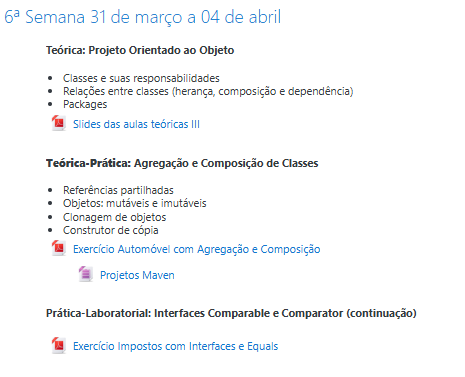 6ª Semana 31 de março a 04 de abril
Teórica: Projeto Orientado ao Objeto
Classes e suas responsabilidades
Relações entre classes (herança, composição e dependência)
Packages
Slides das aulas teóricas III
Teórica-Prática: Agregação e Composição de Classes
Referências partilhadas
Objetos: mutáveis e imutáveis
Clonagem de objetos
Construtor de cópia
Exercício Automóvel com Agregação e Composição
Projetos Maven
Prática-Laboratorial: Interfaces Comparable e Comparator (continuação)
Exercício Impostos com Interfaces e Equals